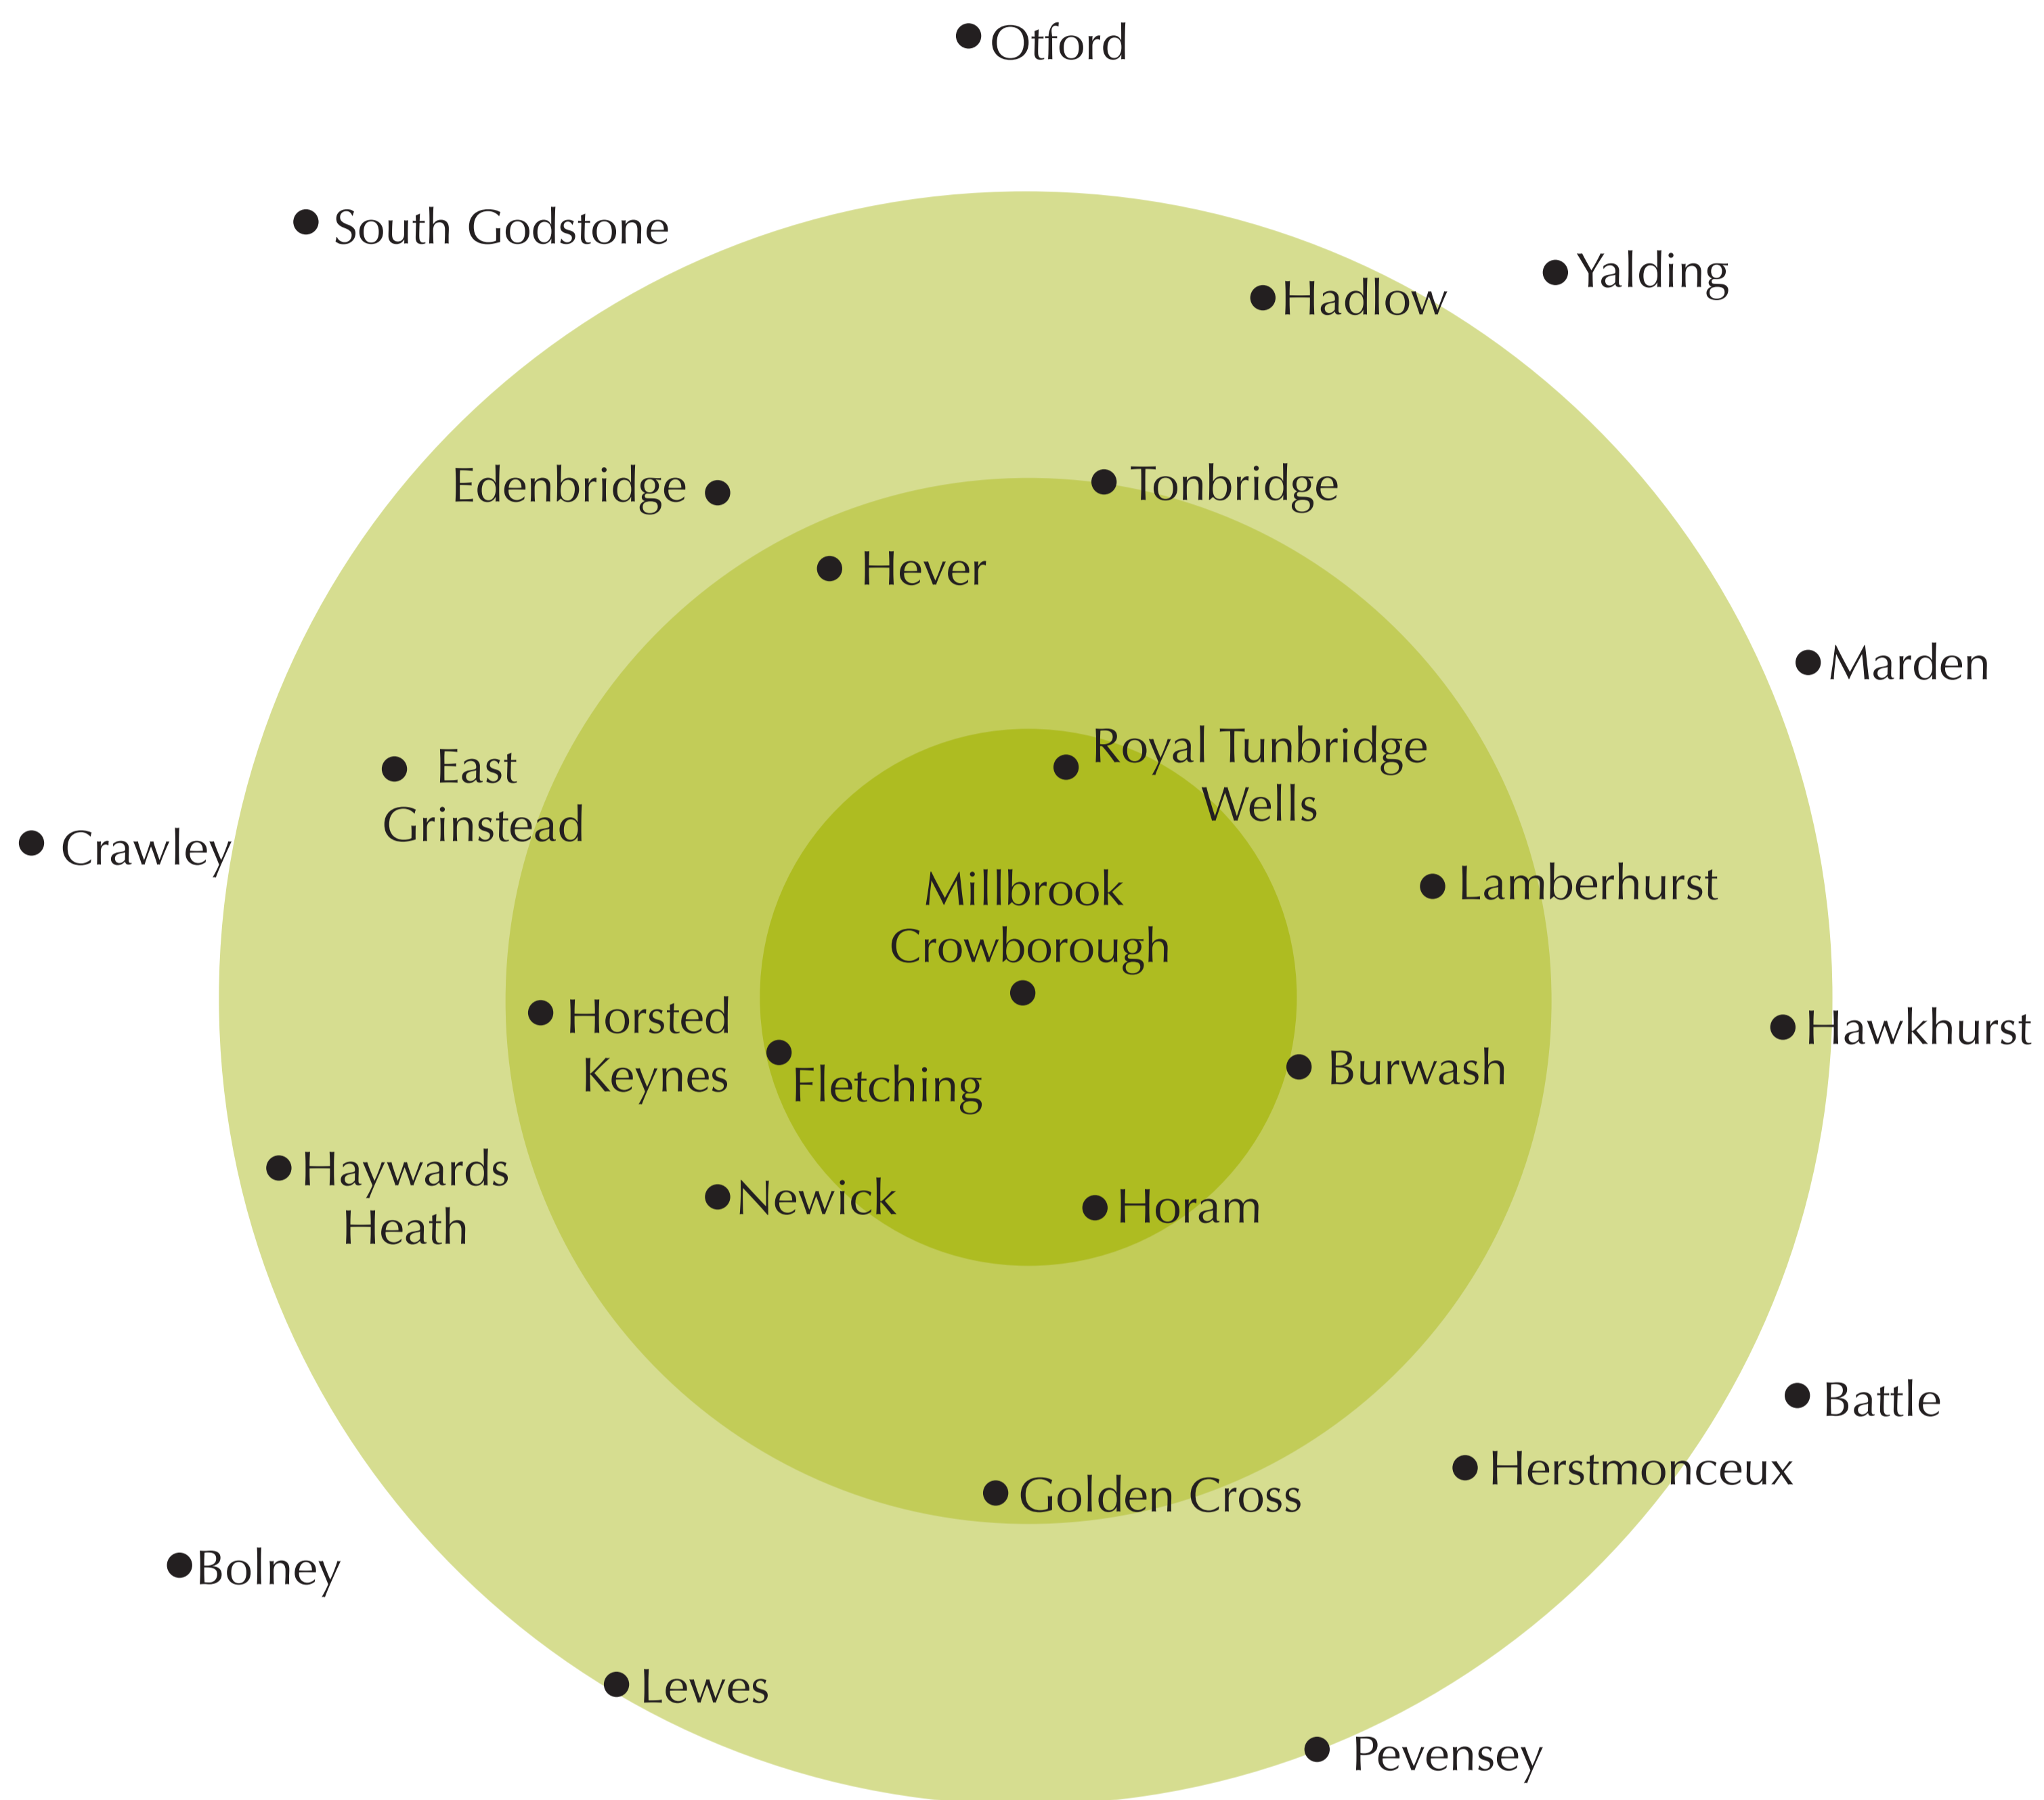 Otford
South Godstone
Yalding
Hadlow
Edenbridge
Tonbridge
Hever
Marden
Royal Tunbridge
Wells
East
Grinstead
Crawley
Lamberhurst
Millbrook
Crowborough
Horsted
Keynes
Hawkhurst
Fletching
Burwash
Haywards
Heath
Newick
Horam
Battle
Herstmonceux
Golden Cross
Bolney
Lewes
Pevensey